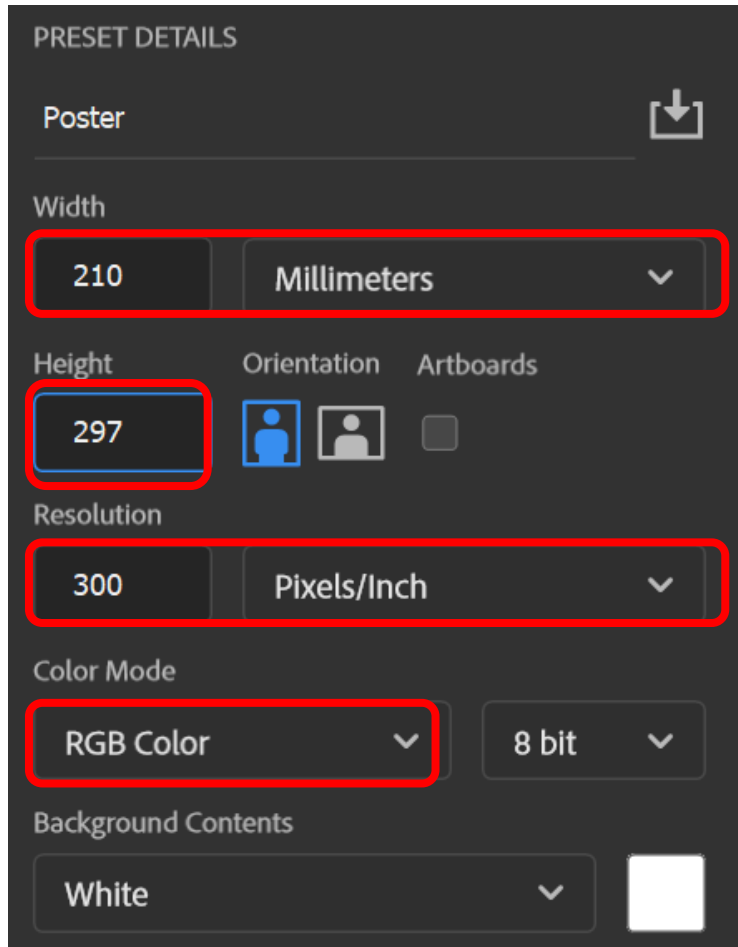 PRESET DETAILS
Poster
Width
210 Millimeters
Height Orientation Artboards
297
Resolution
300 Pixels/Inch
Color Mode
RGB Color 8 bit
Background Contents
White